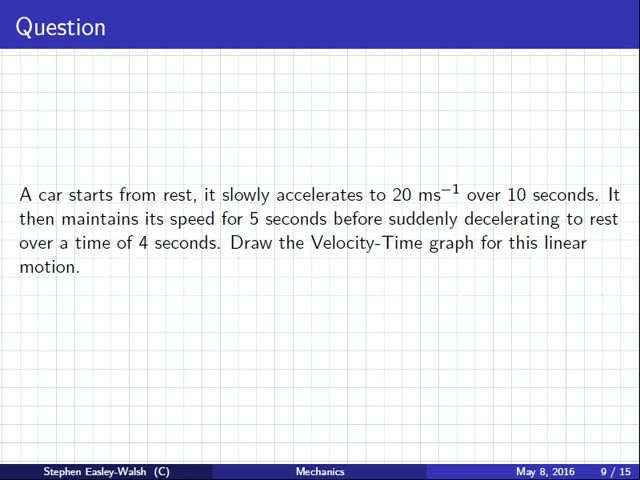 Question
A car starts from rest, it slowly accelerates to 20 ms⁻¹ over 10 seconds. It
then maintains its speed for 5 seconds before suddenly decelerating to rest
over a time of 4 seconds. Draw the Velocity-Time graph for this linear
motion.
Stephen Easley-Walsh (C) Mechanics May 8, 2016 9 / 15